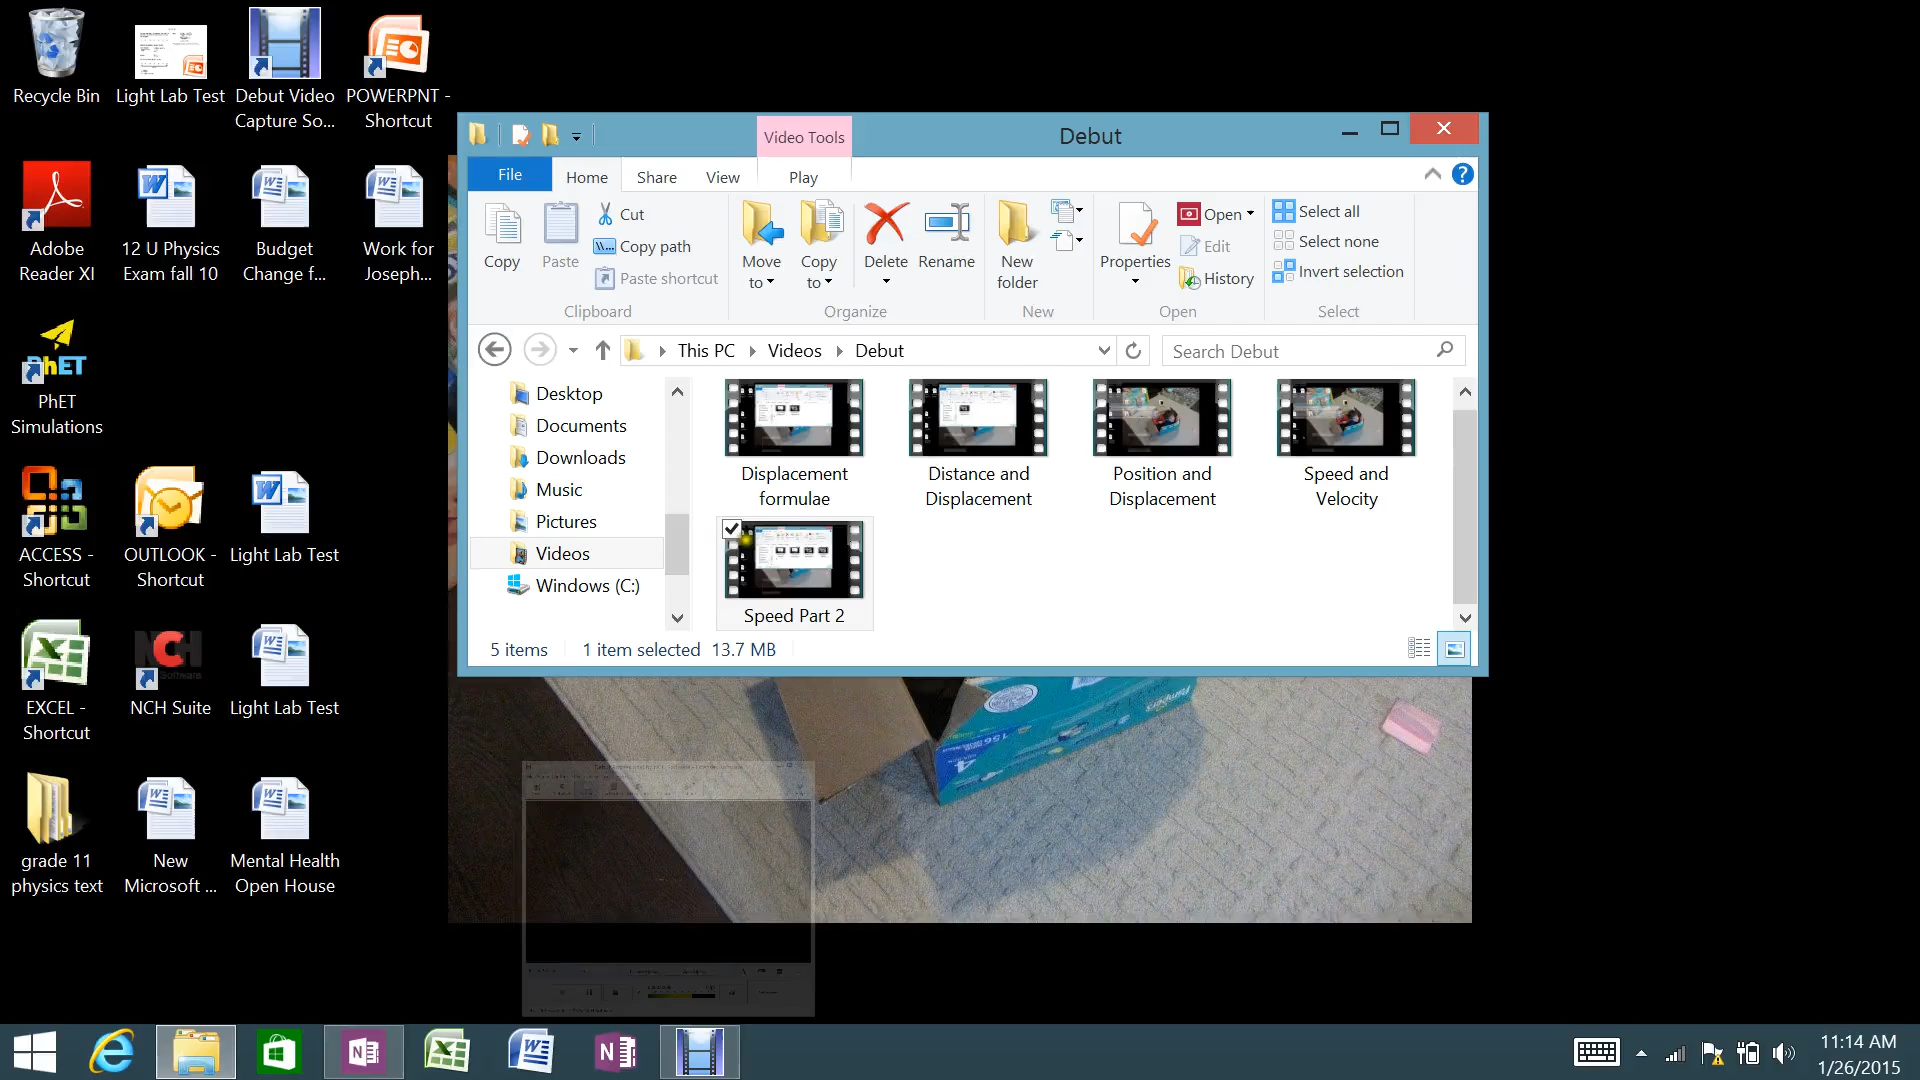 Recycle Bin
Light Lab Test
Debut Video
Capture So...
POWERPNT -
Shortcut
Adobe
Reader XI
12 U Physics
Exam fall 10
Budget
Change f...
Work for
Joseph...
PhET
PhET
Simulations
ACCESS -
Shortcut
OUTLOOK -
Shortcut
Light Lab Test
EXCEL -
Shortcut
NCH
NCH Suite
Light Lab Test
grade 11
physics text
New
Microsoft ...
Mental Health
Open House
Video Tools
Debut
File
Home
Share
View
Play
Copy
Paste
Cut
Copy path
Paste shortcut
Clipboard
Move
to
Copy
to
Delete
Rename
Organize
New
folder
New
Properties
Open
Edit
History
Open
Select all
Select none
Invert selection
Select
This PC
Videos
Debut
Search Debut
Desktop
Documents
Downloads
Music
Pictures
Videos
Windows (C:)
Displacement
formulae
Distance and
Displacement
Position and
Displacement
Speed and
Velocity
Speed Part 2
5 items
1 item selected 13.7 MB
11:14 AM
1/26/2015